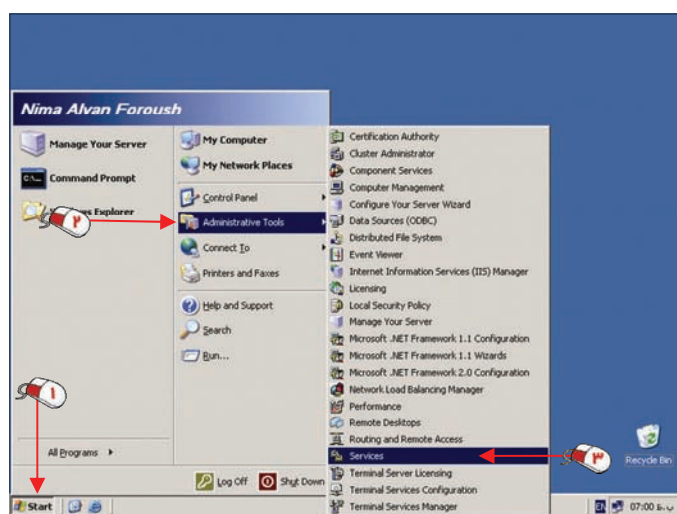 Nima Alvan Foroush
Manage Your Server
Command Prompt
Explorer
۲
۱
All Programs
My Computer
My Network Places
Control Panel
Administrative Tools
Connect To
Printers and Faxes
Help and Support
Search
Run...
Log Off
Shut Down
Certification Authority
Cluster Administrator
Component Services
Computer Management
Configure Your Server Wizard
Data Sources (ODBC)
Distributed File System
Event Viewer
Internet Information Services (IIS) Manager
Licensing
Local Security Policy
Manage Your Server
Microsoft .NET Framework 1.1 Configuration
Microsoft .NET Framework 1.1 Wizards
Microsoft .NET Framework 2.0 Configuration
Network Load Balancing Manager
Performance
Remote Desktops
Routing and Remote Access
Services
Terminal Server Licensing
Terminal Services Configuration
Terminal Services Manager
۳
Recycle Bin
Start
EN
07:00 ب.ظ